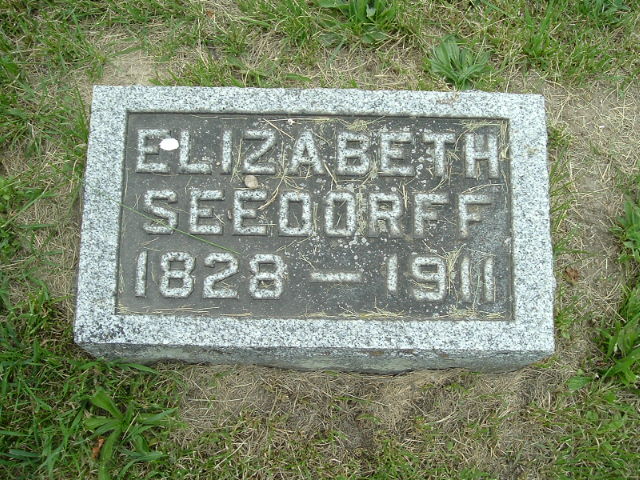 ELIZABETH
SEEDORFF
1828 — 1911